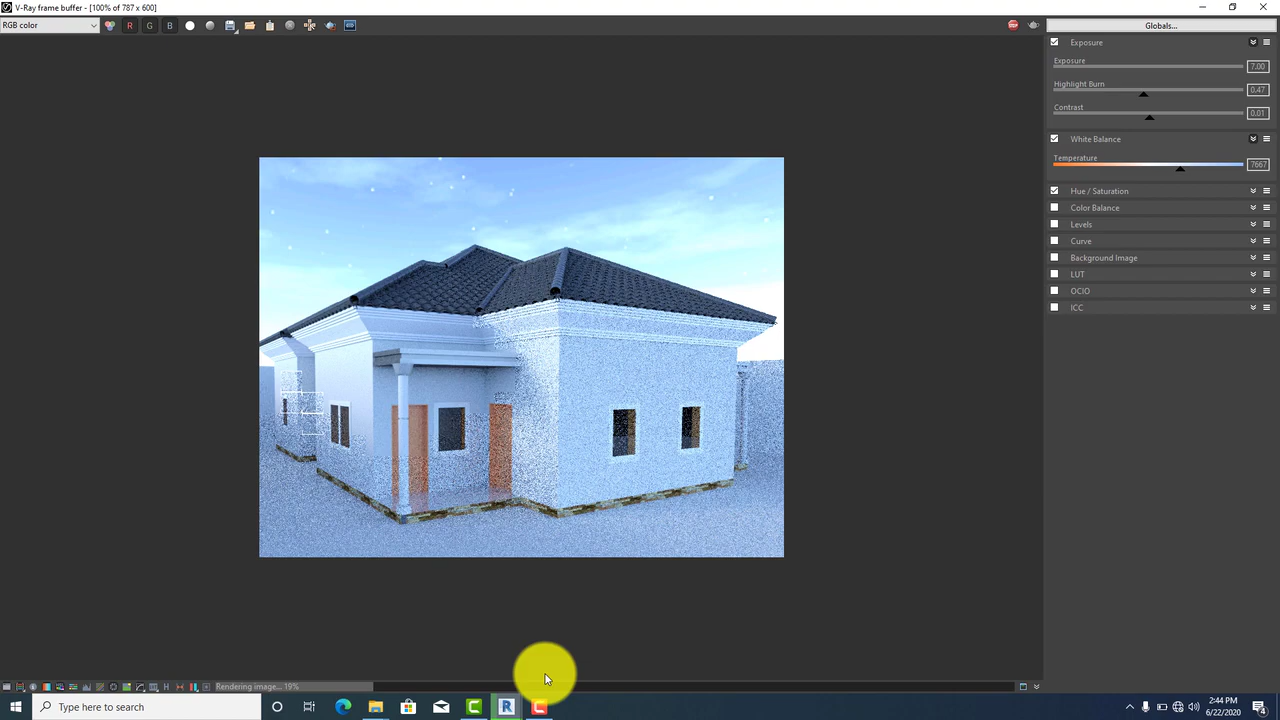 V-Ray frame buffer - [100% of 787 x 600]
RGB color
R G B
Globals...
Exposure
Exposure
7.00
Highlight Burn
0.47
Contrast
0.01
White Balance
Temperature
7667
Hue / Saturation
Color Balance
Levels
Curve
Background Image
LUT
OCIO
ICC
Rendering image... 19%
Type here to search
2:44 PM
6/22/2020